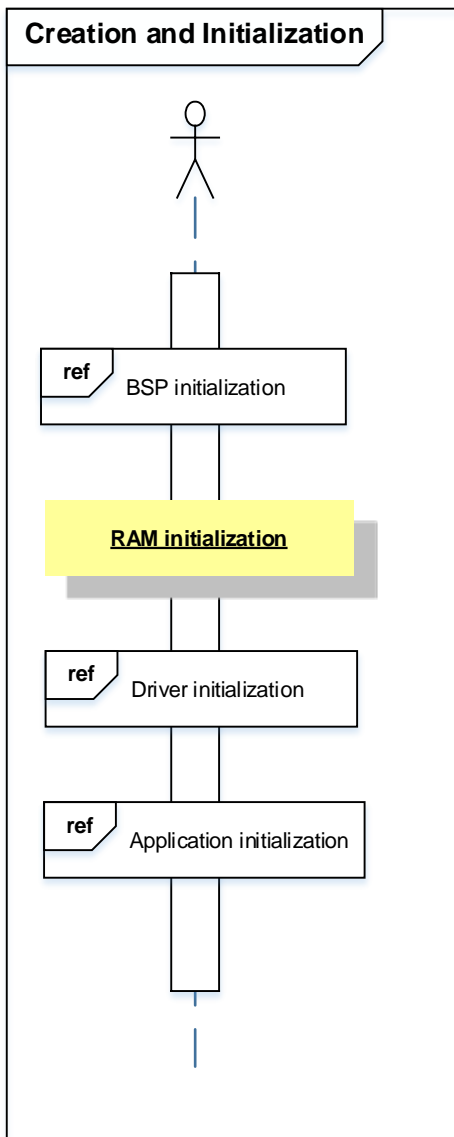 Creation and Initialization
ref
BSP initialization
RAM initialization
ref
Driver initialization
ref
Application initialization